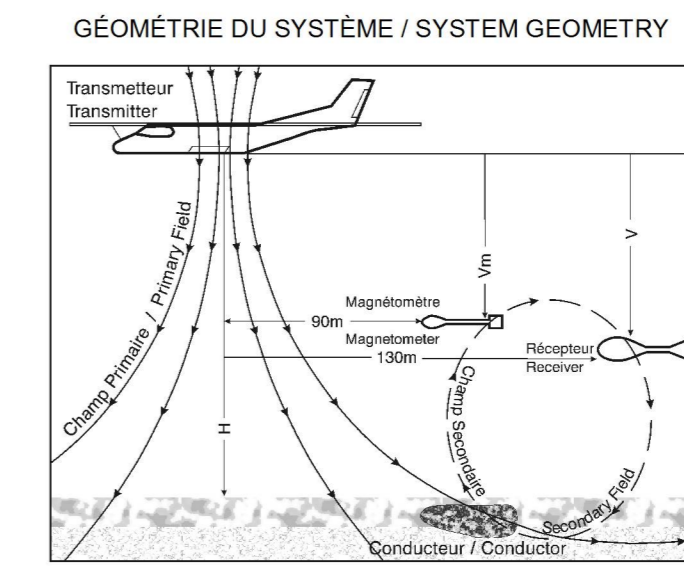 GÉOMÉTRIE DU SYSTÈME / SYSTEM GEOMETRY
Transmetteur
Transmitter
Champ Primaire / Primary Field
Vm
V
Magnétomètre
90m
Magnetometer
130m
Récepteur
Receiver
H
Champ Secondaire
Secondary Field
Conducteur / Conductor